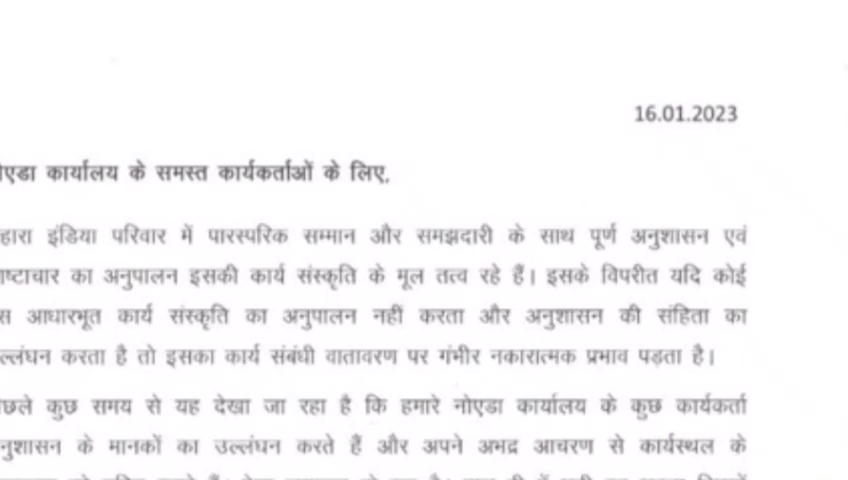 16.01.2023
एडा कार्यालय के समस्त कार्यकर्ताओं के लिए,
हारा इंडिया परिवार में पारस्परिक सम्मान और समझदारी के साथ पूर्ण अनुशासन एवं
ष्टाचार का अनुपालन इसकी कार्य संस्कृति के मूल तत्व रहे हैं। इसके विपरीत यदि कोई
स आधारभूत कार्य संस्कृति का अनुपालन नहीं करता और अनुशासन की संहिता का
ल्लंघन करता है तो इसका कार्य संबंधी वातावरण पर गंभीर नकारात्मक प्रभाव पड़ता है।
छले कुछ समय से यह देखा जा रहा है कि हमारे नोएडा कार्यालय के कुछ कार्यकर्ता
नुशासन के मानकों का उल्लंघन करते हैं और अपने अभद्र आचरण से कार्यस्थल के